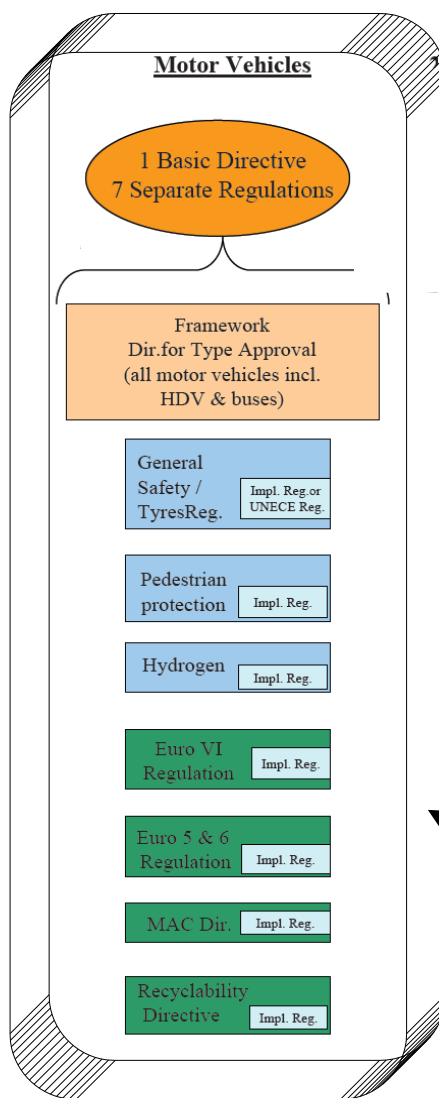 Motor Vehicles
1 Basic Directive
7 Separate Regulations
Framework
Dir.for Type Approval
(all motor vehicles incl.
HDV & buses)
General
Safety /
TyresReg.
Impl. Reg.or
UNECE Reg.
Pedestrian
protection
Impl. Reg.
Hydrogen
Impl. Reg.
Euro VI
Regulation
Impl. Reg.
Euro 5 & 6
Regulation
Impl. Reg.
MAC Dir.
Impl. Reg.
Recyclability
Directive
Impl. Reg.